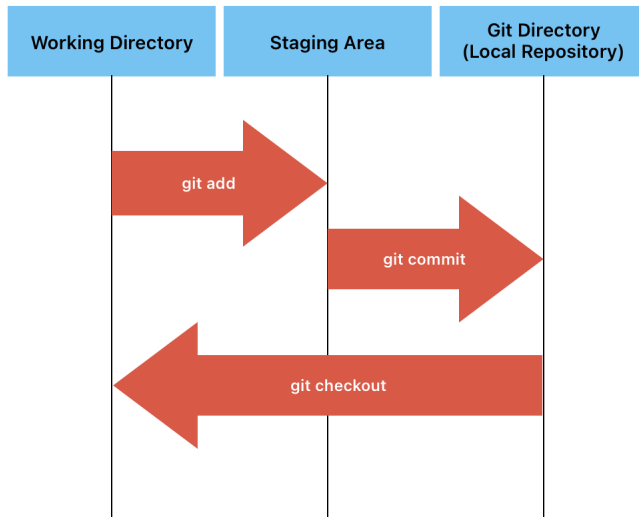 Working Directory
Staging Area
Git Directory
(Local Repository)
git add
git commit
git checkout